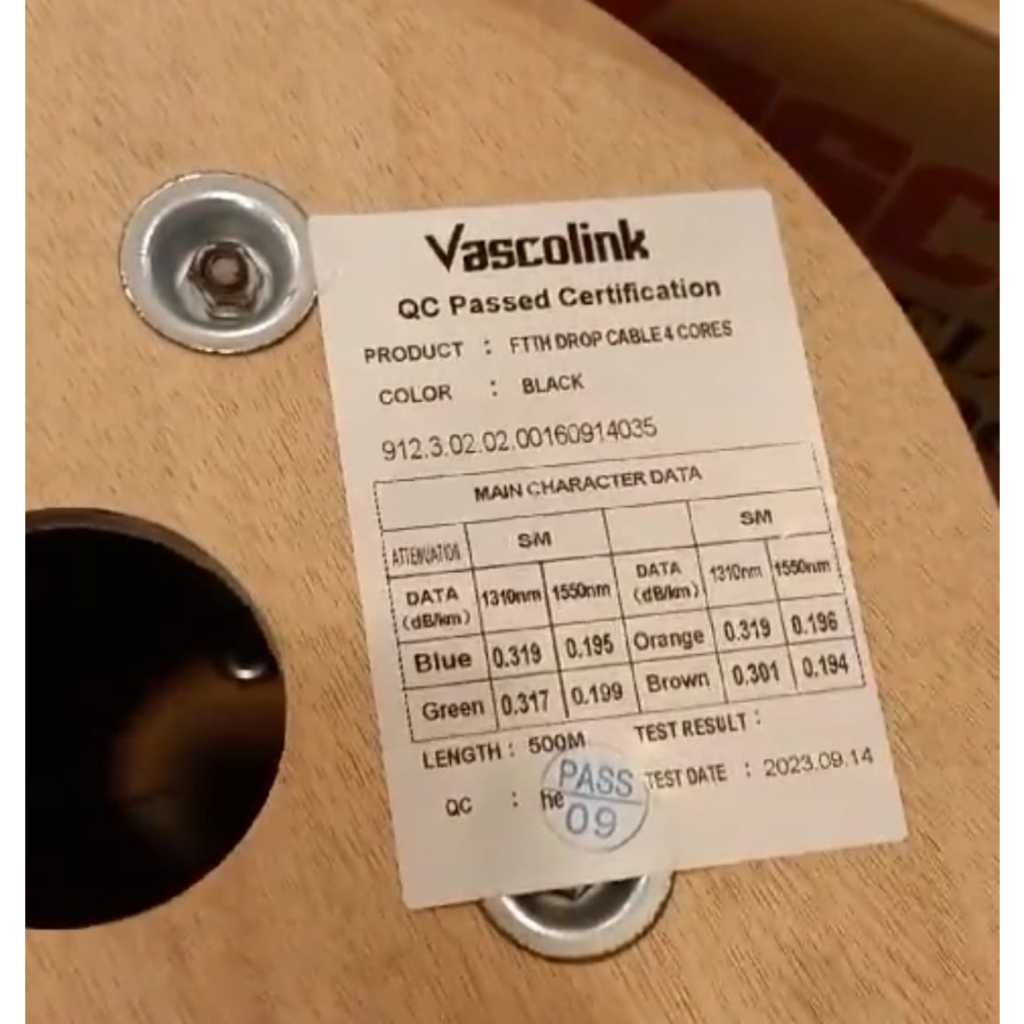 Vascolink
QC Passed Certification
PRODUCT : FTTH DROP CABLE 4 CORES
COLOR : BLACK
912.3.02.02.00160914035
MAIN CHARACTER DATA
ATTENUATION SM SM
DATA (dB/km) 1310nm 1550nm DATA (dB/km) 1310nm 1550nm
Blue 0.319 0.195 Orange 0.319 0.196
Green 0.317 0.199 Brown 0.301 0.194
LENGTH : 500M TEST RESULT :
QC : he TEST DATE : 2023.09.14
PASS
09